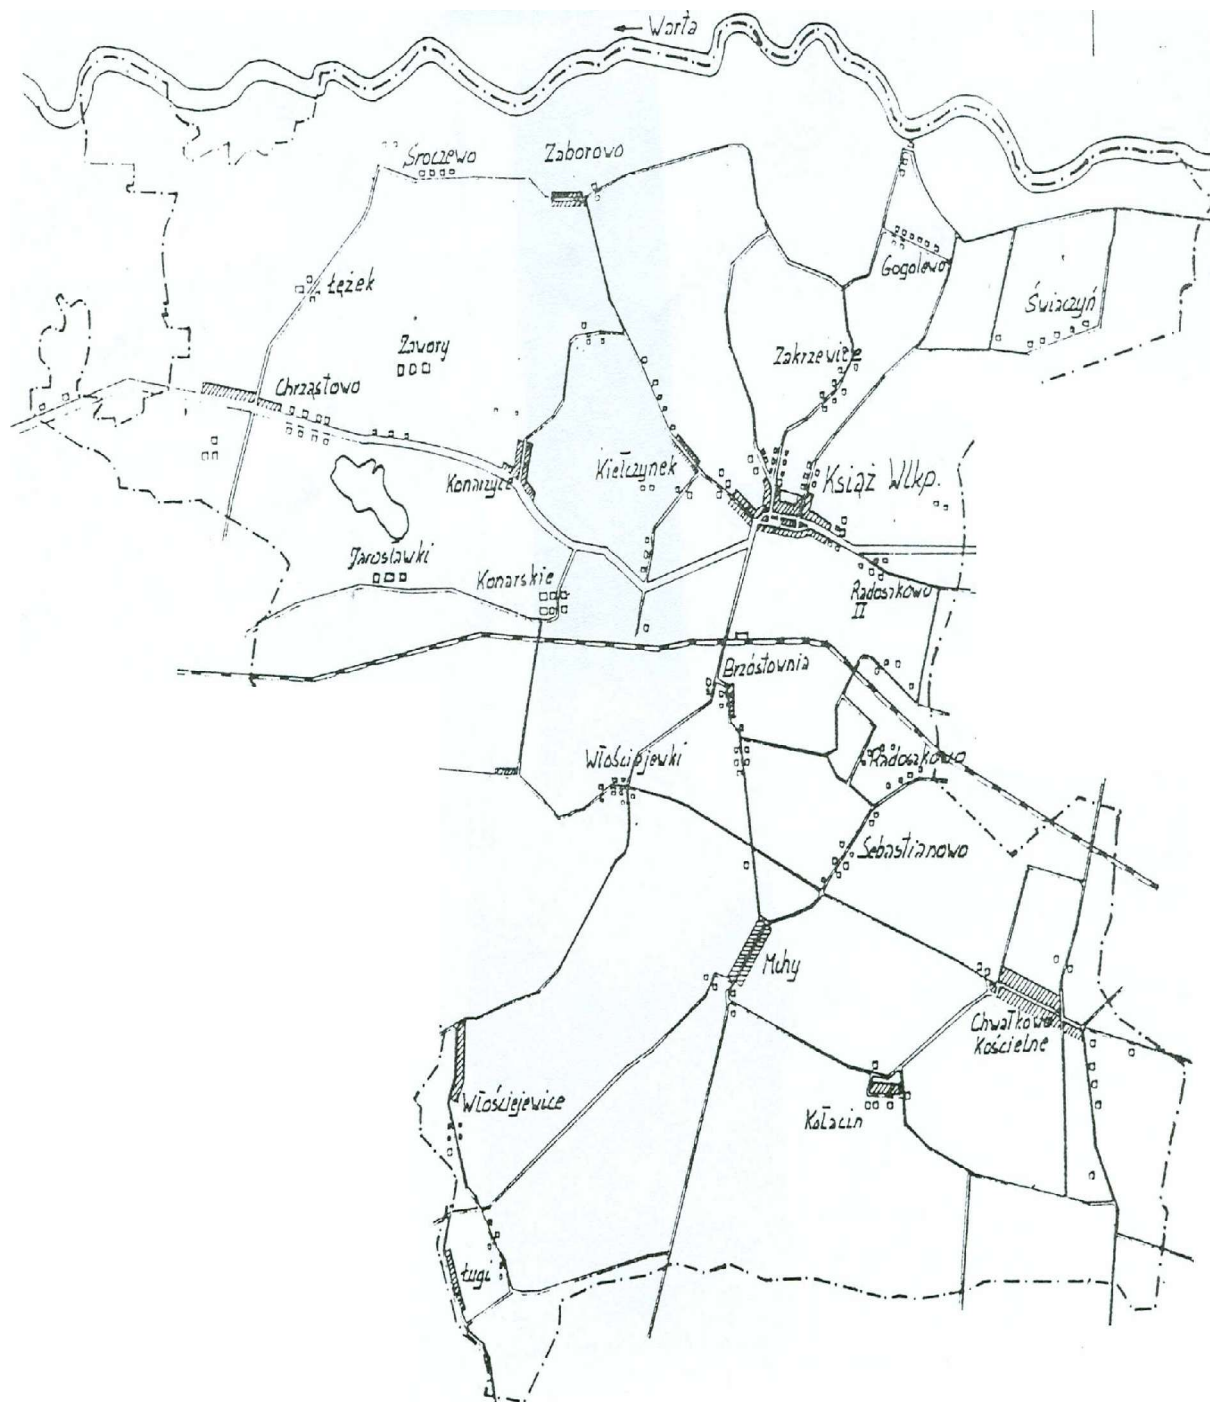 ← Warta
Sroczewo
Zaborowo
Łężek
Gogolewo
Świączyń
Zawory
Zakrzewice
Chrząstowo
Konarzyce
Kiełczynek
Książ Wlkp.
Jarosławki
Konarskie
Radoszkowo
II
Brzóstownia
Włościejewki
Radoszkowo
Sebastianowo
Mchy
Chwałkowo
Kościelne
Włościejewice
Kołacin
Ługi